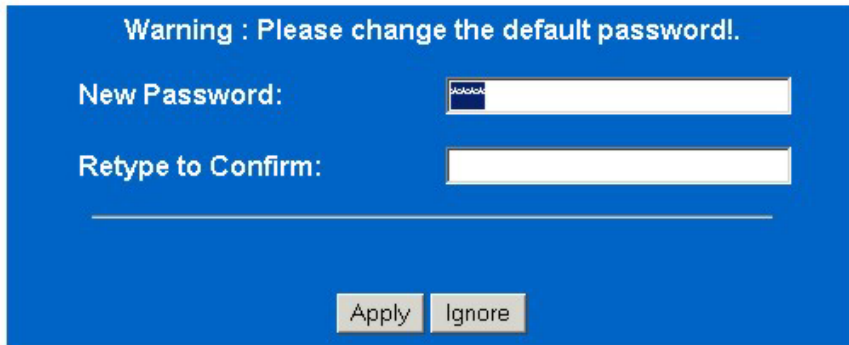 Warning : Please change the default password!.
New Password:
*****
Retype to Confirm:
Apply
Ignore